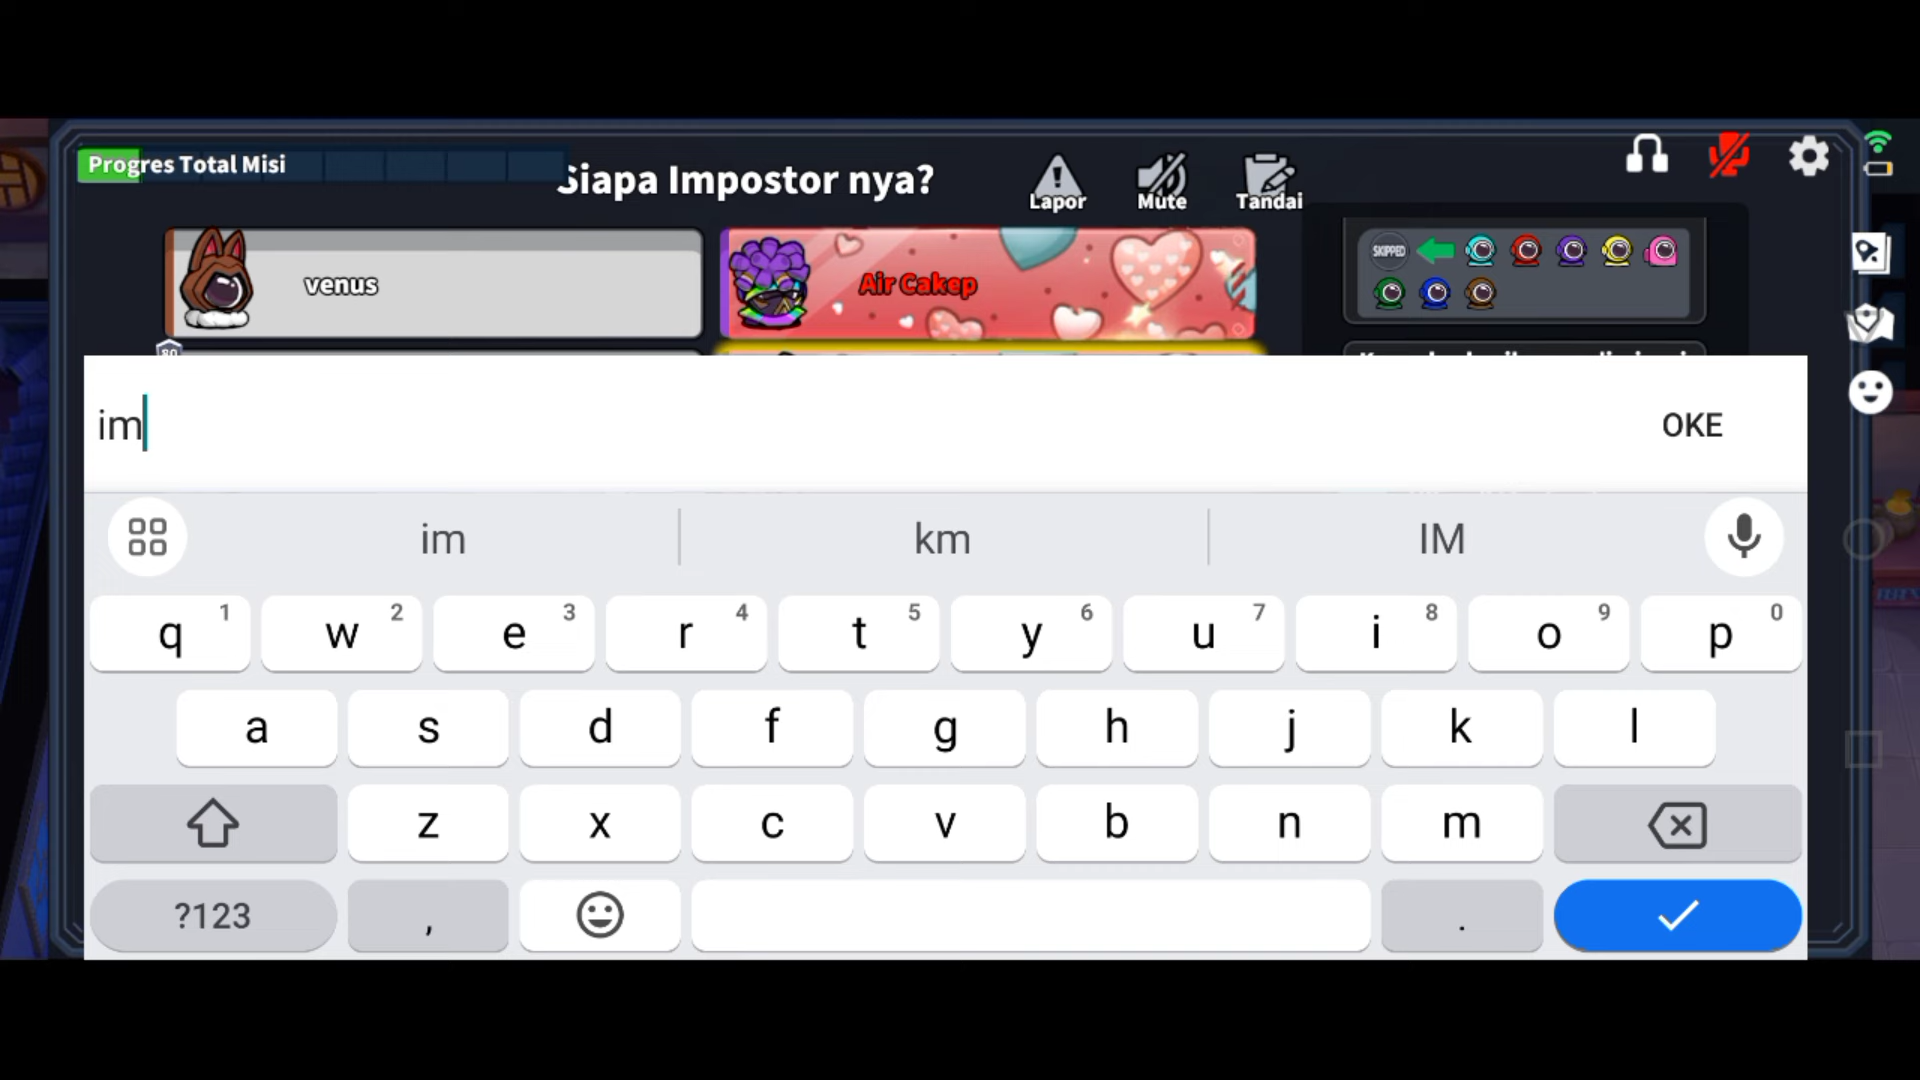 Progres Total Misi
Siapa Impostor nya?
Lapor
Mute
Tandai
venus
Air Cakep
SKIPPED
80
im
OKE
im
km
IM
q 1 w 2 e 3 r 4 t 5 y 6 u 7 i 8 o 9 p 0
a s d f g h j k l
z x c v b n m
?123 , .